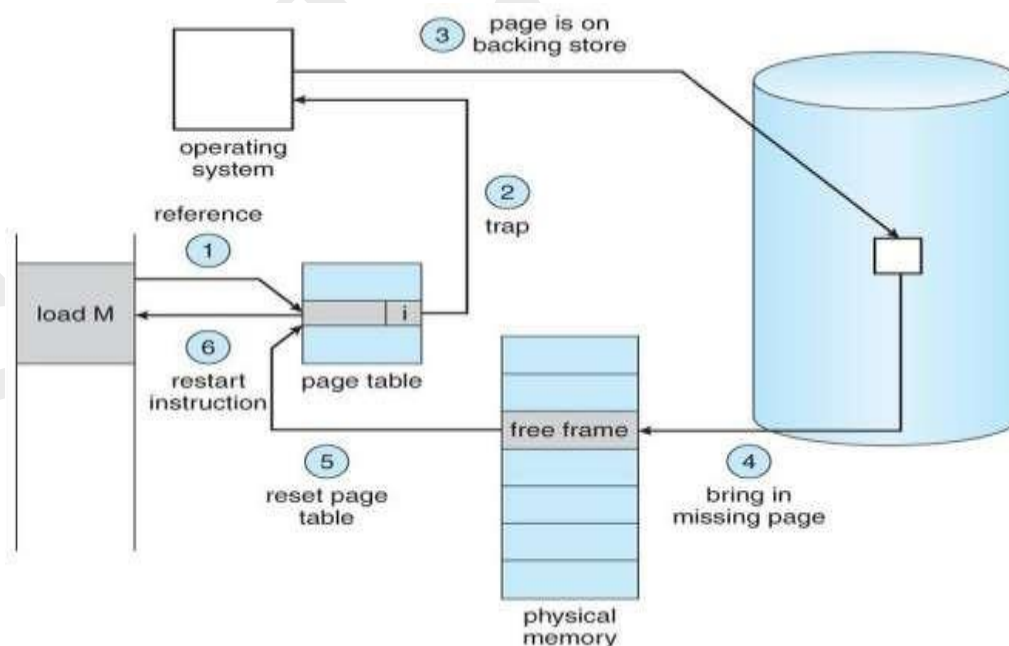 3
page is on
backing store
operating
system
2
trap
reference
1
load M
i
6
restart
instruction
page table
free frame
5
reset page
table
4
bring in
missing page
physical
memory